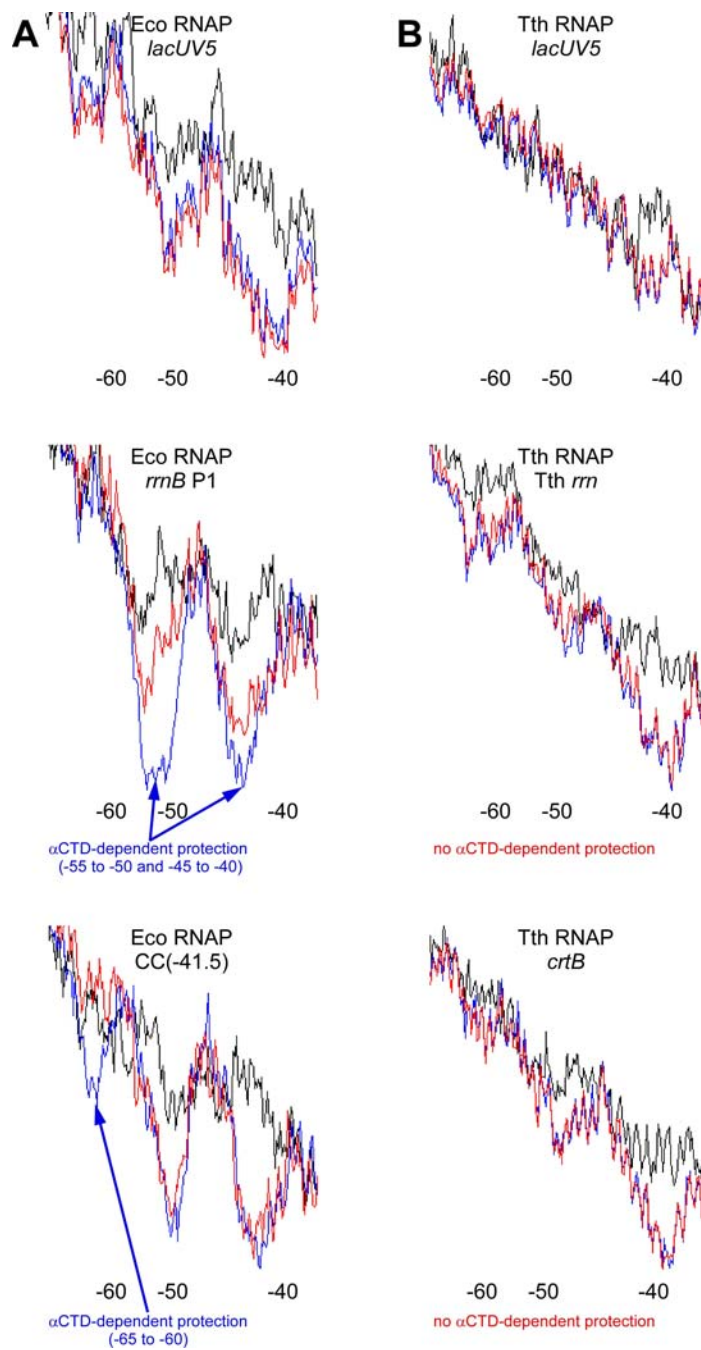 A
Eco RNAP
lacUV5
-60 -50 -40
B
Tth RNAP
lacUV5
-60 -50 -40
Eco RNAP
rrnB P1
-60 -50 -40
αCTD-dependent protection
(-55 to -50 and -45 to -40)
Tth RNAP
Tth rrn
-60 -50 -40
no αCTD-dependent protection
Eco RNAP
CC(-41.5)
-60 -50 -40
αCTD-dependent protection
(-65 to -60)
Tth RNAP
crtB
-60 -50 -40
no αCTD-dependent protection